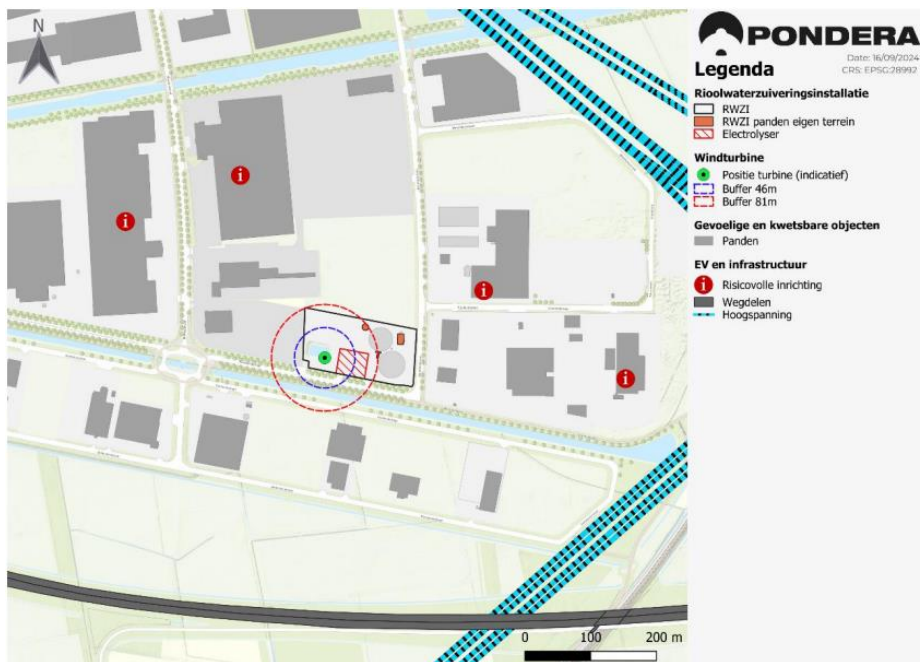 N
PONDERA
Date: 16/09/2024
CRS: EPSG:28992
Legenda
Rioolwaterzuiveringsinstallatie
RWZI
RWZI panden eigen terrein
Electrolyser
Windturbine
Positie turbine (indicatief)
Buffer 46m
Buffer 81m
Gevoelige en kwetsbare objecten
Panden
EV en infrastructuur
Risicovolle inrichting
Wegdelen
Hoogspanning
i
i
i
i
0 100 200 m